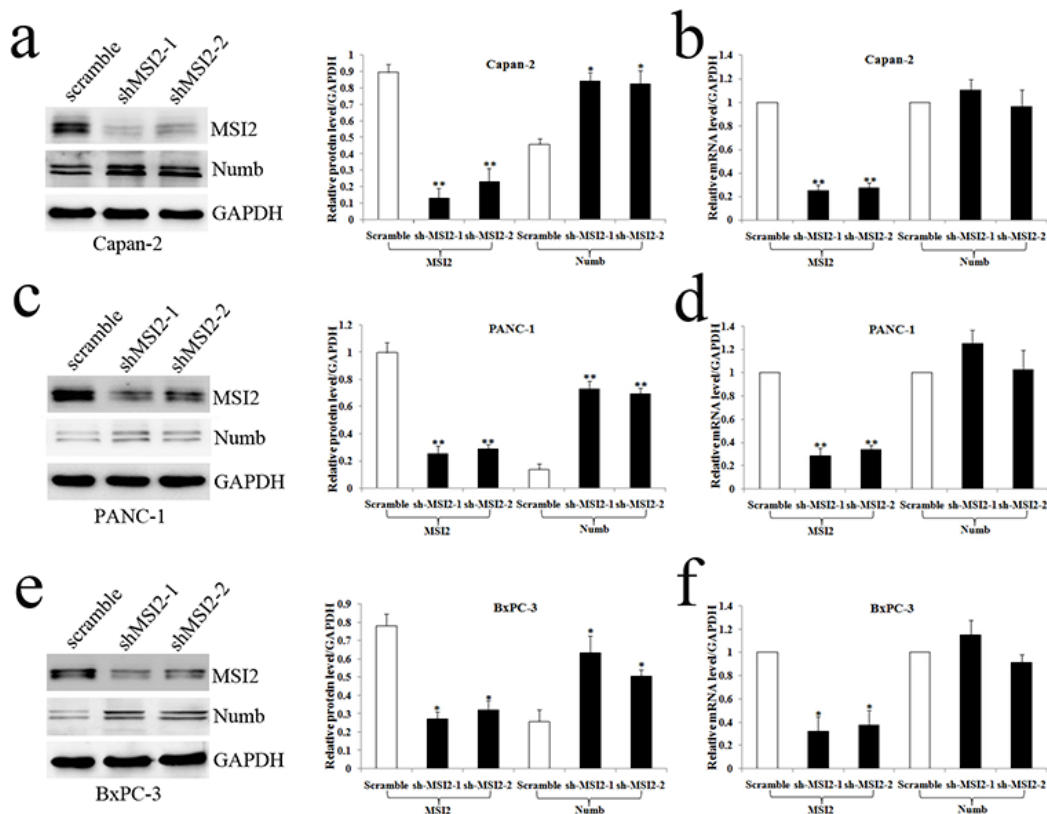 a
scramble
shMSI2-1
shMSI2-2
MSI2
Numb
GAPDH
Capan-2
Capan-2
Relative protein level/GAPDH
1
0.9
0.8
0.7
0.6
0.5
0.4
0.3
0.2
0.1
0
**
**
*
*
Scramble sh-MSI2-1 sh-MSI2-2 Scramble sh-MSI2-1 sh-MSI2-2
MSI2 Numb
b
Capan-2
Relative mRNA level/GAPDH
1.4
1.2
1
0.8
0.6
0.4
0.2
0
**
**
Scramble sh-MSI2-1 sh-MSI2-2 Scramble sh-MSI2-1 sh-MSI2-2
MSI2 Numb
c
scramble
shMSI2-1
shMSI2-2
MSI2
Numb
GAPDH
PANC-1
PANC-1
Relative protein level/GAPDH
1.2
1
0.8
0.6
0.4
0.2
0
**
**
**
**
Scramble sh-MSI2-1 sh-MSI2-2 Scramble sh-MSI2-1 sh-MSI2-2
MSI2 Numb
d
PANC-1
Relative mRNA level/GAPDH
1.4
1.2
1
0.8
0.6
0.4
0.2
0
**
**
Scramble sh-MSI2-1 sh-MSI2-2 Scramble sh-MSI2-1 sh-MSI2-2
MSI2 Numb
e
scramble
shMSI2-1
shMSI2-2
MSI2
Numb
GAPDH
BxPC-3
BxPC-3
Relative protein level/GAPDH
0.9
0.8
0.7
0.6
0.5
0.4
0.3
0.2
0.1
0
*
*
*
*
Scramble sh-MSI2-1 sh-MSI2-2 Scramble sh-MSI2-1 sh-MSI2-2
MSI2 Numb
f
BxPC-3
Relative mRNA level/GAPDH
1.4
1.2
1
0.8
0.6
0.4
0.2
0
*
*
Scramble sh-MSI2-1 sh-MSI2-2 Scramble sh-MSI2-1 sh-MSI2-2
MSI2 Numb